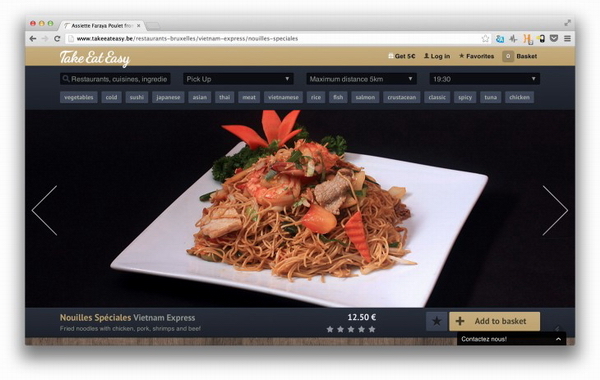 Assiette Faraya Poulet from
www.takeeateasy.be/restaurants-bruxelles/vietnam-express/nouilles-speciales
Take Eat Easy
Get 5€ Log in Favorites Basket
Restaurants, cuisines, ingredie Pick Up Maximum distance 5km 19:30
vegetables cold sushi japanese asian thai meat vietnamese rice fish salmon crustacean classic spicy tuna chicken
Nouilles Spéciales Vietnam Express 12.50 €
Fried noodles with chicken, pork, shrimps and beef
Add to basket
Contactez nous!